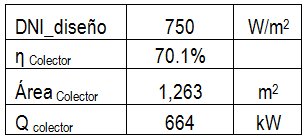 DNI_diseño 750 W/m²
η Colector 70.1%
Área Colector 1,263 m²
Q colector 664 kW